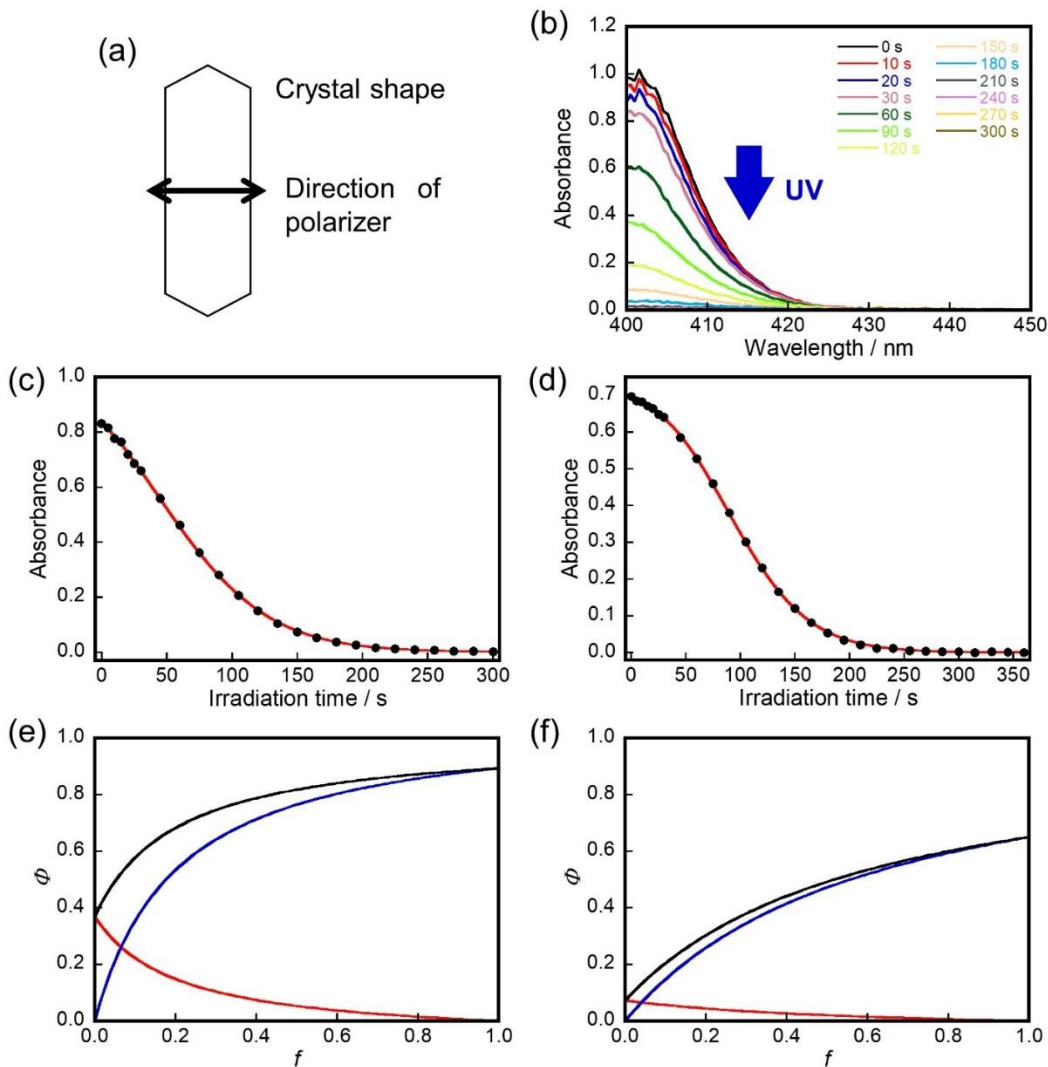 (a)
Crystal shape
Direction of
polarizer
(b)
1.2
1.0
0.8
0.6
0.4
0.2
0.0
Absorbance
0 s
10 s
20 s
30 s
60 s
90 s
120 s
150 s
180 s
210 s
240 s
270 s
300 s
UV
400 410 420 430 440 450
Wavelength / nm
(c)
1.0
0.8
0.6
0.4
0.2
0.0
Absorbance
0 50 100 150 200 250 300
Irradiation time / s
(d)
0.7
0.6
0.5
0.4
0.3
0.2
0.1
0.0
Absorbance
0 50 100 150 200 250 300 350
Irradiation time / s
(e)
1.0
0.8
0.6
0.4
0.2
0.0
Φ
0.0 0.2 0.4 0.6 0.8 1.0
f
(f)
1.0
0.8
0.6
0.4
0.2
0.0
Φ
0.0 0.2 0.4 0.6 0.8 1.0
f